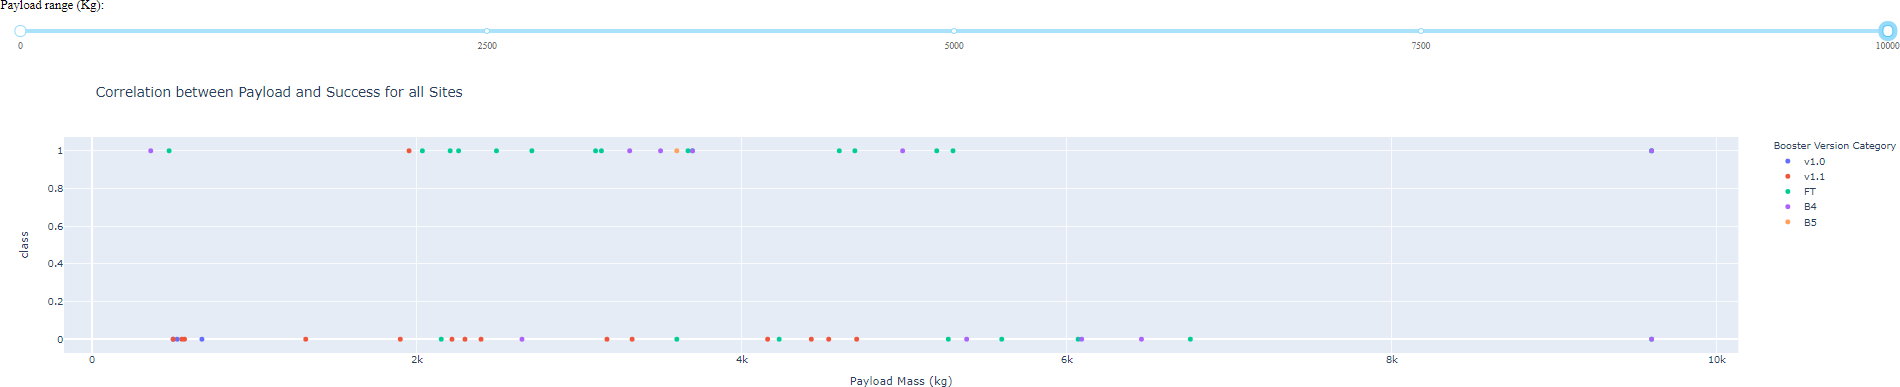 Payload range (Kg):
0 2500 5000 7500 10000
Correlation between Payload and Success for all Sites
Booster Version Category
v1.0
v1.1
FT
B4
B5
class
1
0.8
0.6
0.4
0.2
0
0 2k 4k 6k 8k 10k
Payload Mass (kg)